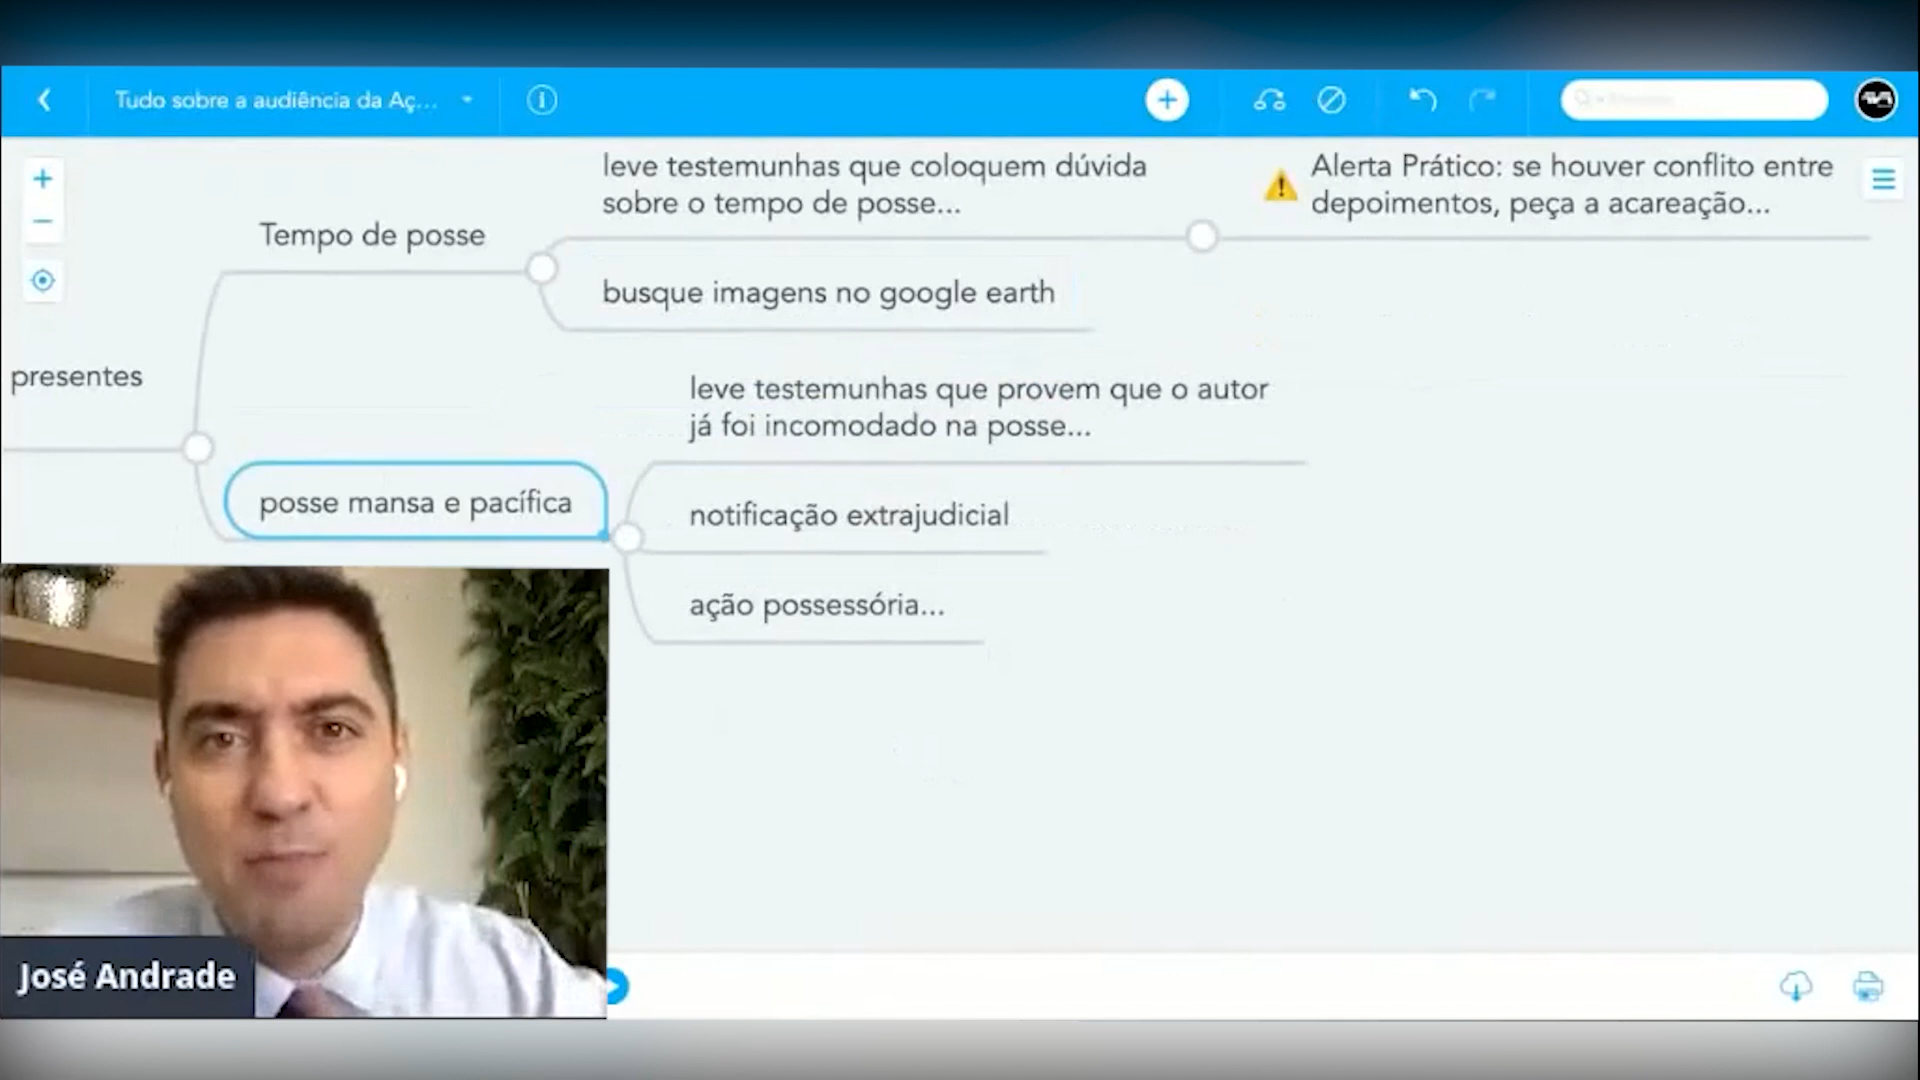 Tudo sobre a audiência da Aç...
leve testemunhas que coloquem dúvida
sobre o tempo de posse...
Alerta Prático: se houver conflito entre
depoimentos, peça a acareação...
Tempo de posse
busque imagens no google earth
presentes
leve testemunhas que provem que o autor
já foi incomodado na posse...
posse mansa e pacífica
notificação extrajudicial
ação possessória...
José Andrade